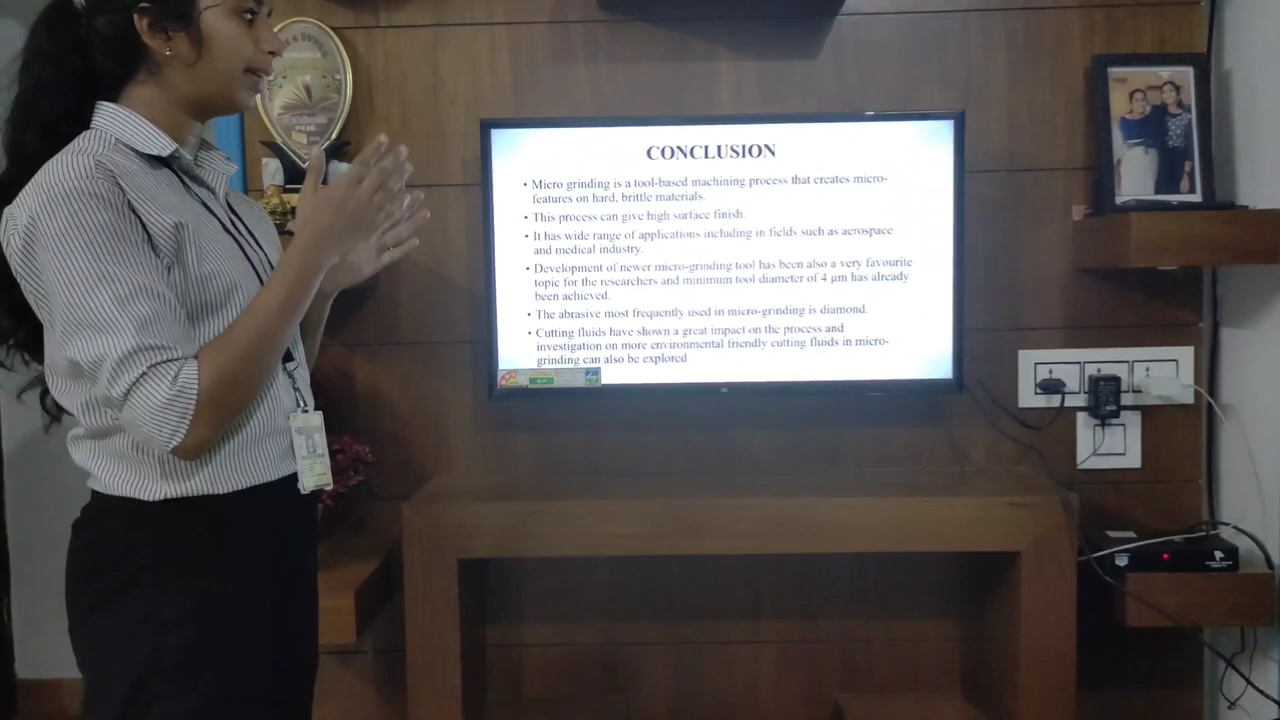 CONCLUSION
• Micro grinding is a tool-based machining process that creates micro-
features on hard, brittle materials.
• This process can give high surface finish.
• It has wide range of applications including in fields such as aerospace
and medical industry.
• Development of newer micro-grinding tool has been also a very favourite
topic for the researchers and minimum tool diameter of 4 μm has already
been achieved.
• The abrasive most frequently used in micro-grinding is diamond.
• Cutting fluids have shown a great impact on the process and
investigation on more environmental friendly cutting fluids in micro-
grinding can also be explored